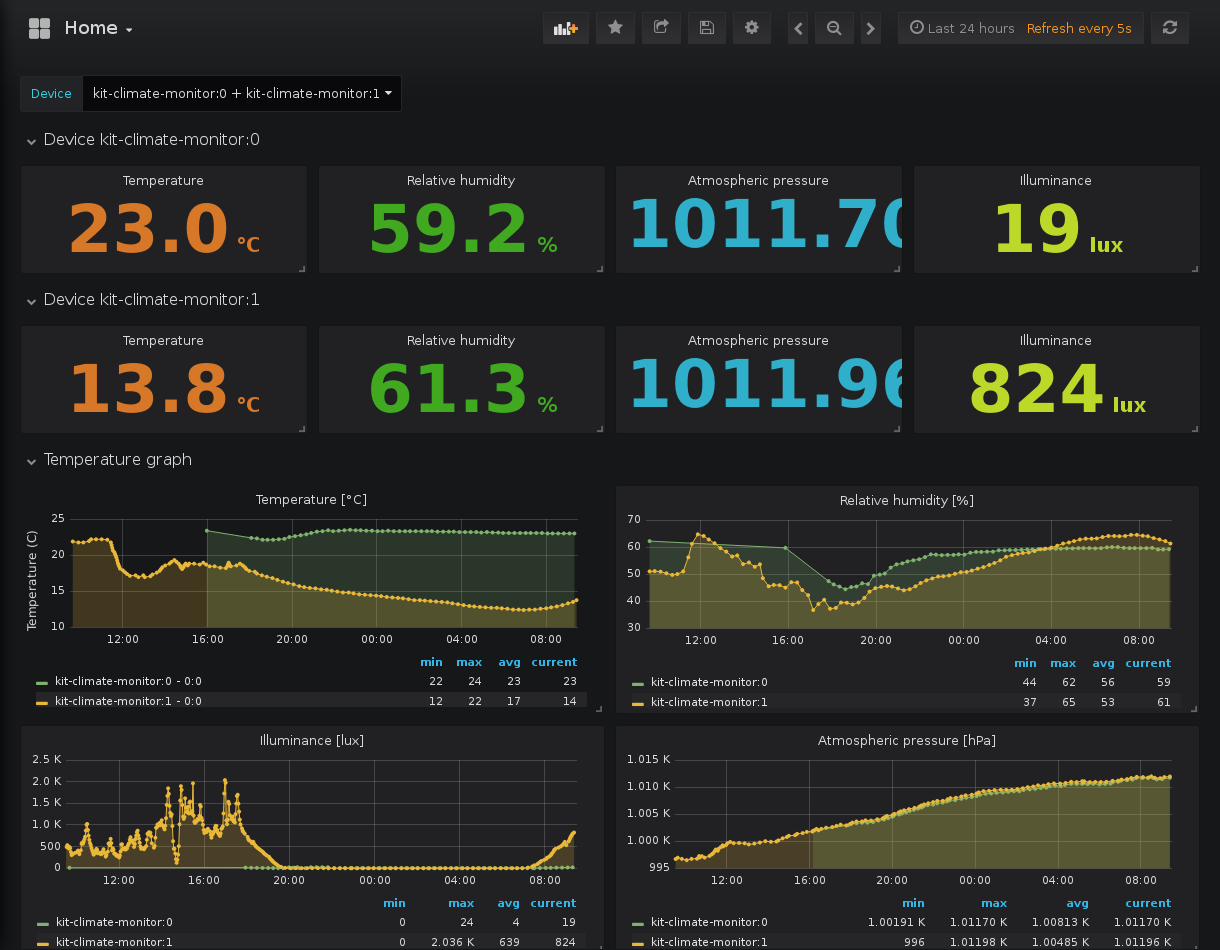 Home
Last 24 hours Refresh every 5s
Device kit-climate-monitor:0 + kit-climate-monitor:1
Device kit-climate-monitor:0
Temperature Relative humidity Atmospheric pressure Illuminance
23.0 °C 59.2 % 1011.70 19 lux
Device kit-climate-monitor:1
Temperature Relative humidity Atmospheric pressure Illuminance
13.8 °C 61.3 % 1011.96 824 lux
Temperature graph
Temperature [°C]
Temperature (C)
25
20
15
10
12:00 16:00 20:00 00:00 04:00 08:00
min max avg current
kit-climate-monitor:0 - 0:0 22 24 23 23
kit-climate-monitor:1 - 0:0 12 22 17 14
Relative humidity [%]
70
60
50
40
30
12:00 16:00 20:00 00:00 04:00 08:00
min max avg current
kit-climate-monitor:0 44 62 56 59
kit-climate-monitor:1 37 65 53 61
Illuminance [lux]
2.5 K
2.0 K
1.5 K
1.0 K
500
0
12:00 16:00 20:00 00:00 04:00 08:00
min max avg current
kit-climate-monitor:0 0 24 4 19
kit-climate-monitor:1 0 2.036 K 639 824
Atmospheric pressure [hPa]
1.015 K
1.010 K
1.005 K
1.000 K
995
12:00 16:00 20:00 00:00 04:00 08:00
min max avg current
kit-climate-monitor:0 1.00191 K 1.01170 K 1.00813 K 1.01170 K
kit-climate-monitor:1 996 1.01198 K 1.00485 K 1.01196 K